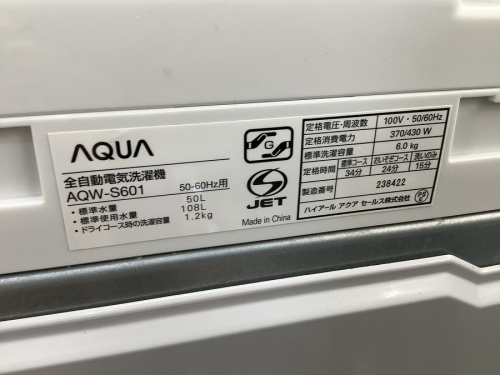 AQUA
全自動電気洗濯機
AQW-S601 50-60Hz用
・標準水量 50L
・標準使用水量 108L
・ドライコース時の洗濯容量 1.2kg
G
S
JET
Made in China
定格電圧・周波数 100V・50/60Hz
定格消費電力 370/430 W
標準洗濯容量 6.0 kg
定格時間 標準コース おいそぎコース 洗いのみ
34分 24分 15分
製造番号 238422
ハイアール アクア セールス株式会社
PSE